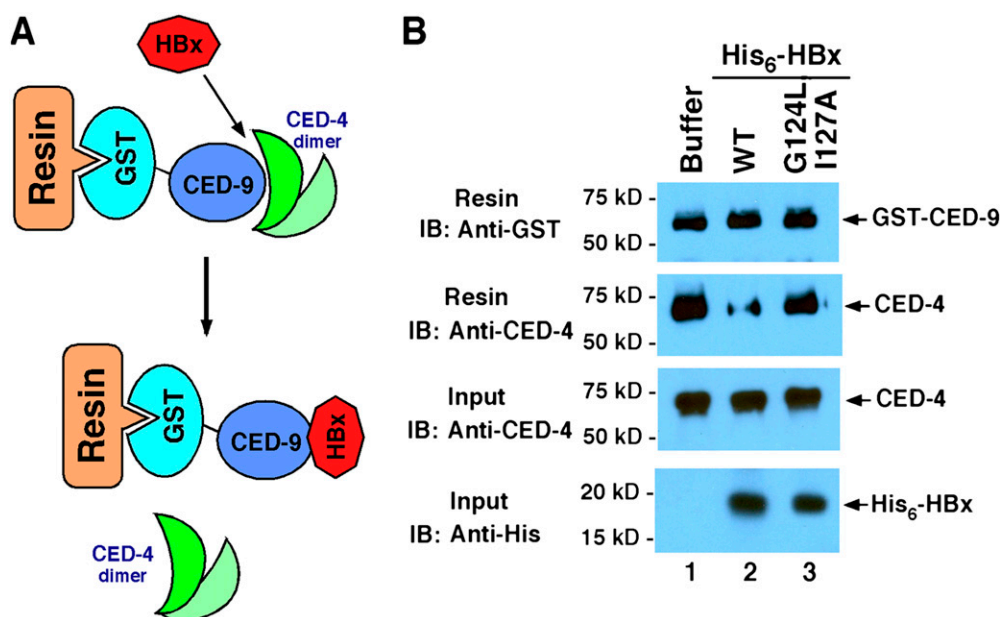 A
HBx
Resin
GST
CED-9
CED-4
dimer
Resin
GST
CED-9
HBx
CED-4
dimer
B
His6-HBx
Buffer
WT
G124L,
I127A
Resin
IB: Anti-GST
75 kD -
50 kD -
GST-CED-9
Resin
IB: Anti-CED-4
75 kD -
50 kD -
CED-4
Input
IB: Anti-CED-4
75 kD -
50 kD -
CED-4
Input
IB: Anti-His
20 kD -
15 kD -
His6-HBx
1 2 3